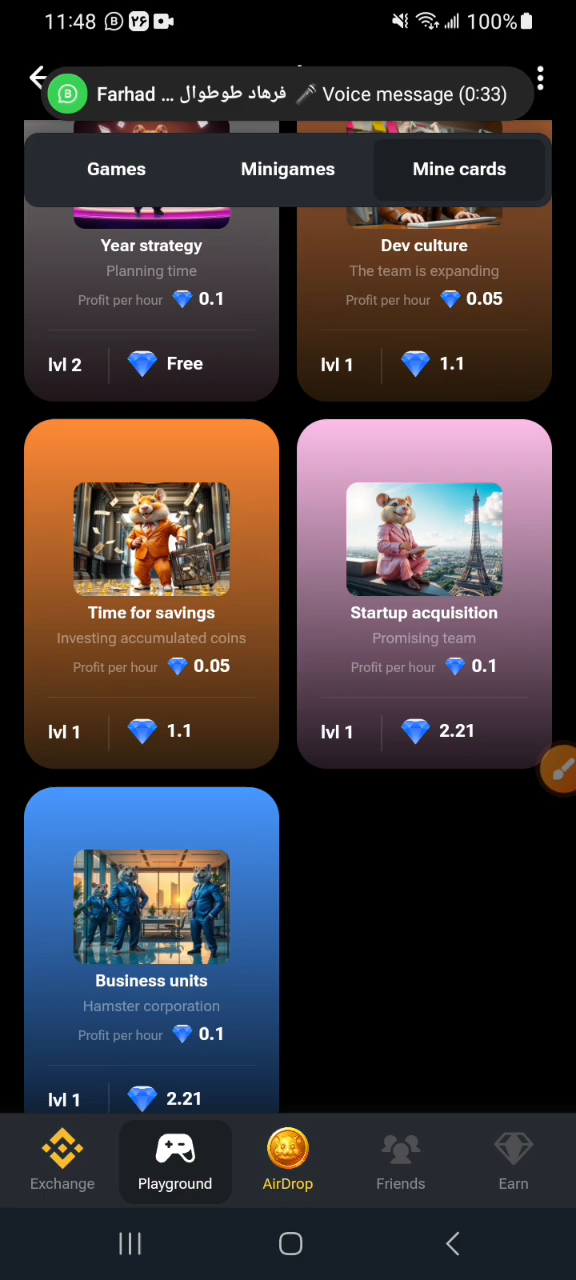 11:48 B ۲۶ 100%
Farhad ... فرهاد طوطوال 🎤 Voice message (0:33)
Games Minigames Mine cards
Year strategy
Planning time
Profit per hour 0.1
lvl 2 Free
Dev culture
The team is expanding
Profit per hour 0.05
lvl 1 1.1
Time for savings
Investing accumulated coins
Profit per hour 0.05
lvl 1 1.1
Startup acquisition
Promising team
Profit per hour 0.1
lvl 1 2.21
Business units
Hamster corporation
Profit per hour 0.1
lvl 1 2.21
Exchange Playground AirDrop Friends Earn